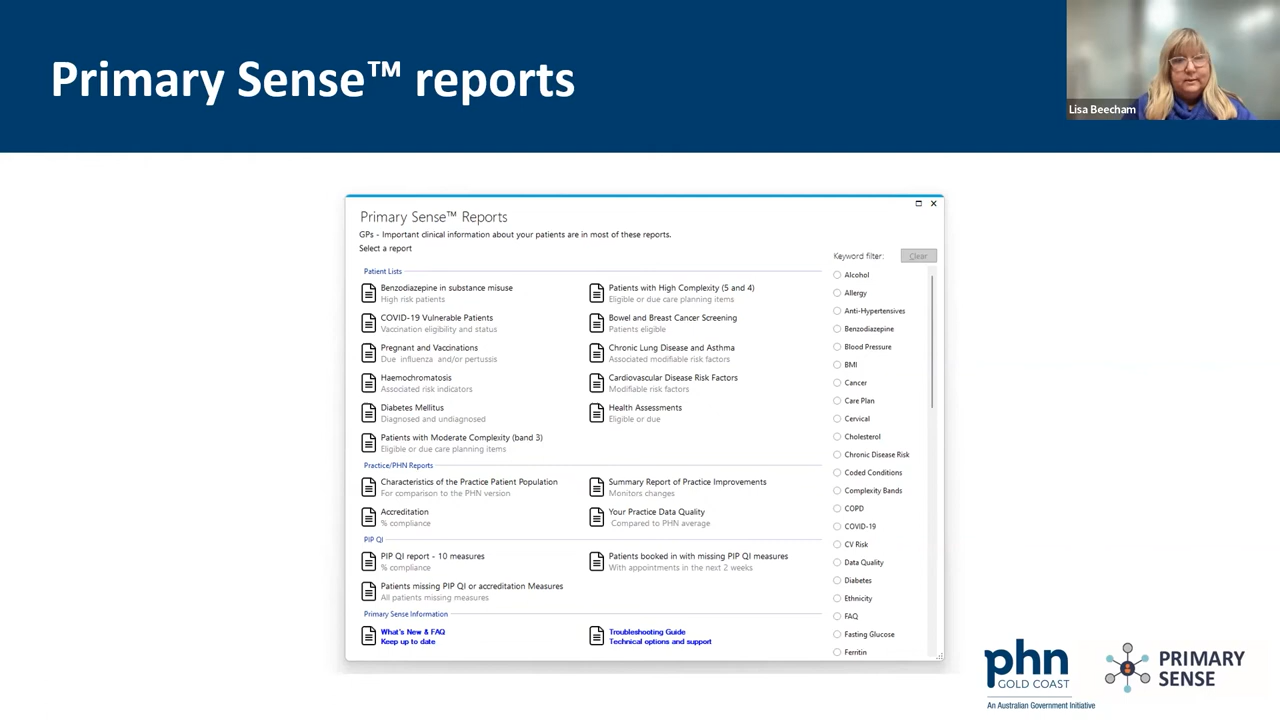 Primary Sense™ reports
Lisa Beecham
Primary Sense™ Reports
GPs - Important clinical information about your patients are in most of these reports.
Select a report
Patient Lists
Benzodiazepine in substance misuse
High risk patients
Patients with High Complexity (5 and 4)
Eligible or due care planning items
COVID-19 Vulnerable Patients
Vaccination eligibility and status
Bowel and Breast Cancer Screening
Patients eligible
Pregnant and Vaccinations
Due influenza and/or pertussis
Chronic Lung Disease and Asthma
Associated modifiable risk factors
Haemochromatosis
Associated risk indicators
Cardiovascular Disease Risk Factors
Modifiable risk factors
Diabetes Mellitus
Diagnosed and undiagnosed
Health Assessments
Eligible or due
Patients with Moderate Complexity (band 3)
Eligible or due care planning items
Practice/PHN Reports
Characteristics of the Practice Patient Population
For comparison to the PHN version
Summary Report of Practice Improvements
Monitors changes
Accreditation
% compliance
Your Practice Data Quality
Compared to PHN average
PIP QI
PIP QI report - 10 measures
% compliance
Patients booked in with missing PIP QI measures
With appointments in the next 2 weeks
Patients missing PIP QI or accreditation Measures
All patients missing measures
Primary Sense Information
What's New & FAQ
Keep up to date
Troubleshooting Guide
Technical options and support
Keyword filter:
Clear
Alcohol
Allergy
Anti-Hypertensives
Benzodiazepine
Blood Pressure
BMI
Cancer
Care Plan
Cervical
Cholesterol
Chronic Disease Risk
Coded Conditions
Complexity Bands
COPD
COVID-19
CV Risk
Data Quality
Diabetes
Ethnicity
FAQ
Fasting Glucose
Ferritin
phn
GOLD COAST
An Australian Government Initiative
PRIMARY
SENSE